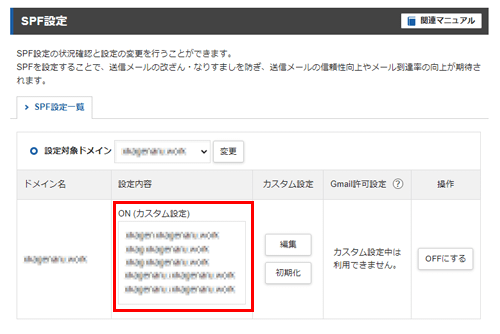 SPF設定
関連マニュアル
SPF設定の状況確認と設定の変更を行うことができます。
SPFを設定することで、送信メールの改ざん・なりすましを防ぎ、送信メールの信頼性向上やメール到達率の向上が期待さ
れます。
SPF設定一覧
設定対象ドメイン
変更
ドメイン名 設定内容 カスタム設定 Gmail許可設定 ? 操作
ON (カスタム設定)
編集
初期化
カスタム設定中は
利用できません。
OFFにする